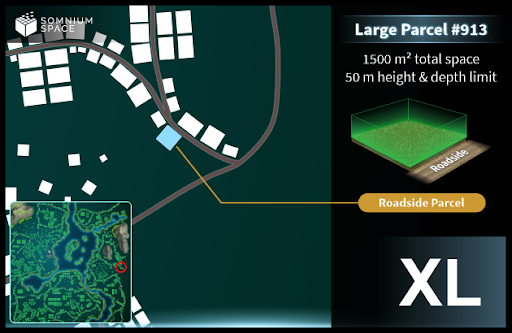 SOMNIUM
SPACE
Large Parcel #913
1500 m² total space
50 m height & depth limit
Roadside
Roadside Parcel
XL